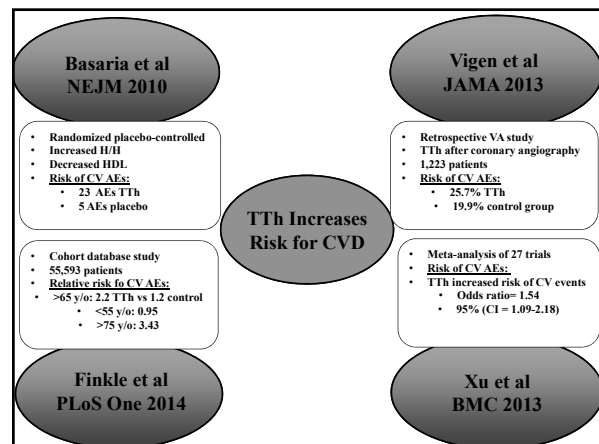 Basaria et al
NEJM 2010
• Randomized placebo-controlled
• Increased H/H
• Decreased HDL
• Risk of CV AEs:
• 23 AEs TTh
• 5 AEs placebo
Vigen et al
JAMA 2013
• Retrospective VA study
• TTh after coronary angiography
• 1,223 patients
• Risk of CV AEs:
• 25.7% TTh
• 19.9% control group
TTh Increases
Risk for CVD
• Cohort database study
• 55,593 patients
• Relative risk fo CV AEs:
• >65 y/o: 2.2 TTh vs 1.2 control
• <55 y/o: 0.95
• >75 y/o: 3.43
Finkle et al
PLoS One 2014
• Meta-analysis of 27 trials
• Risk of CV AEs:
• TTh increased risk of CV events
• Odds ratio= 1.54
• 95% (CI = 1.09-2.18)
Xu et al
BMC 2013